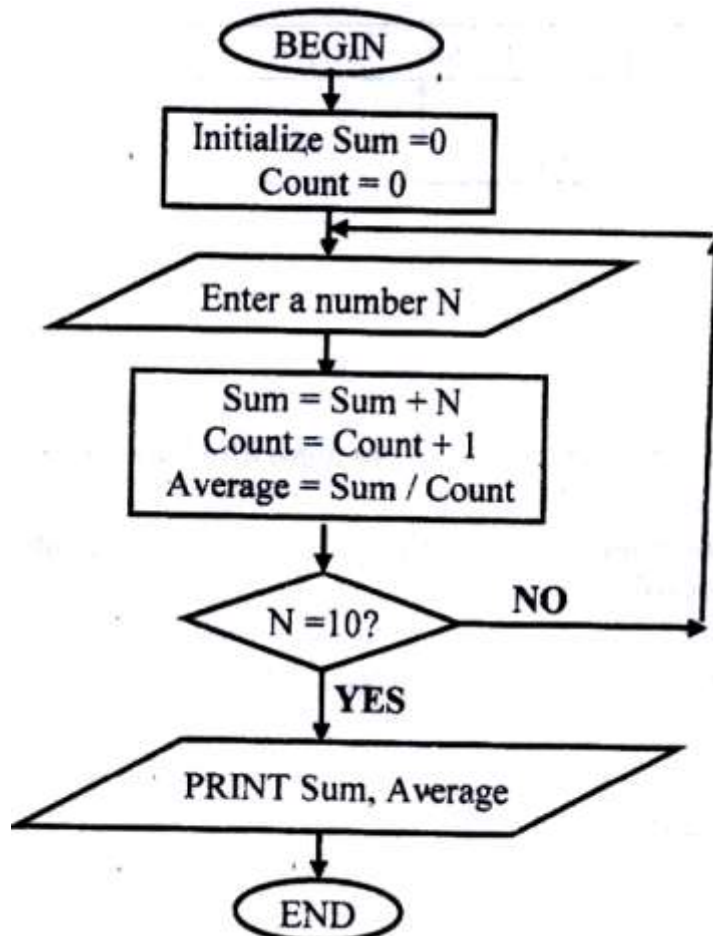 BEGIN
Initialize Sum =0
Count = 0
Enter a number N
Sum = Sum + N
Count = Count + 1
Average = Sum / Count
N =10?
NO
YES
PRINT Sum, Average
END